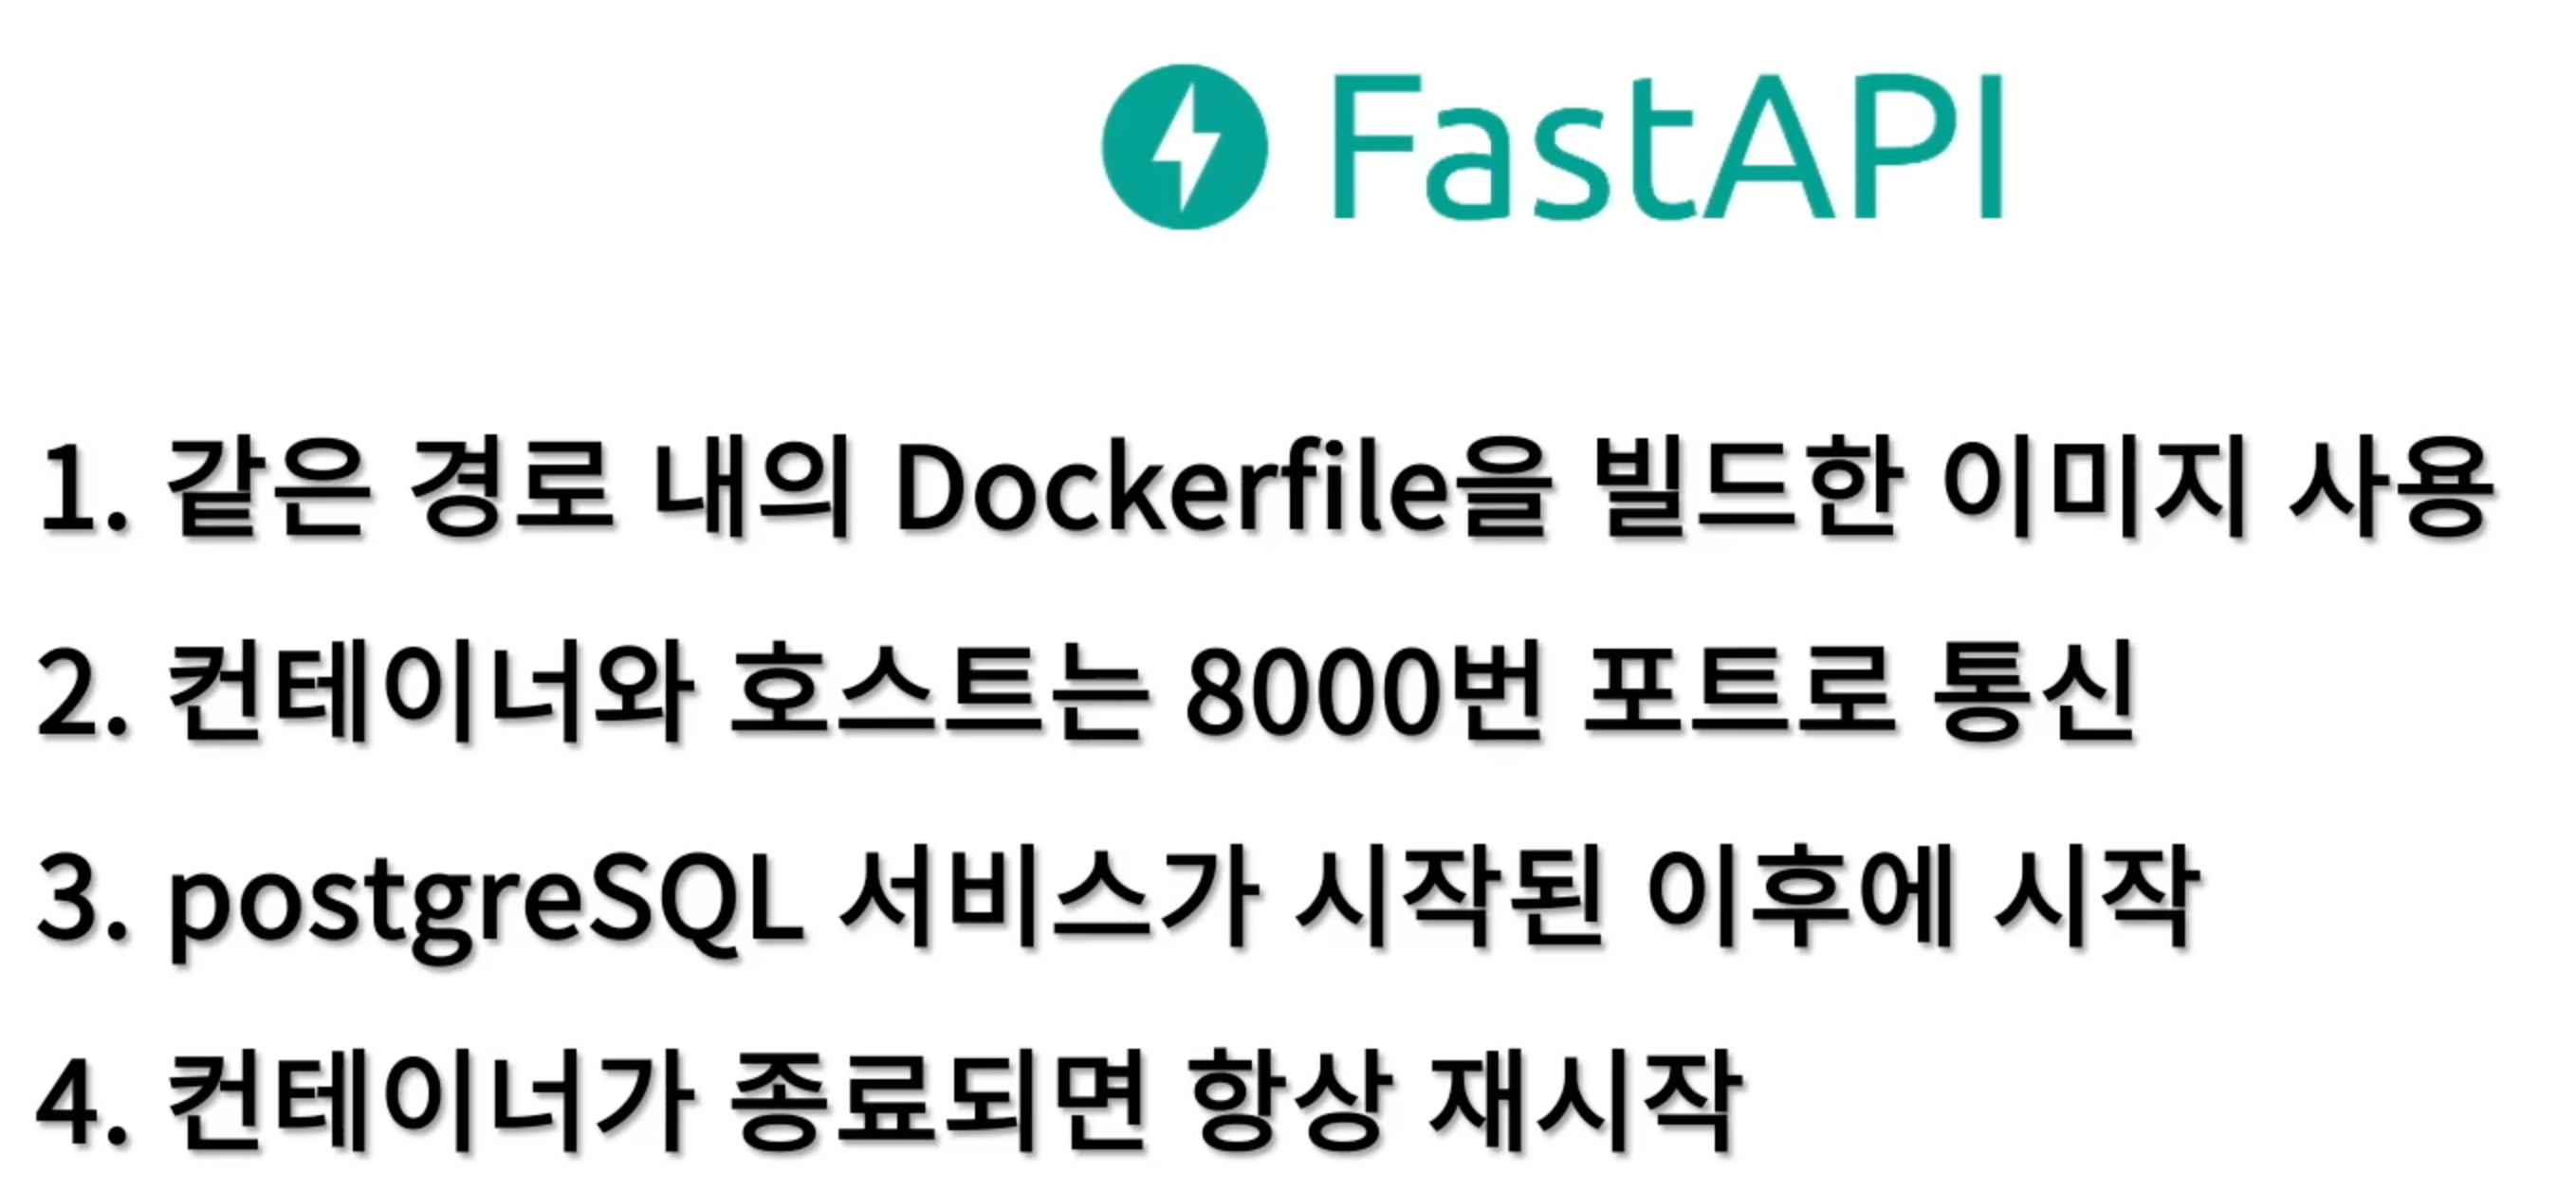 FastAPI
1. 같은 경로 내의 Dockerfile을 빌드한 이미지 사용
2. 컨테이너와 호스트는 8000번 포트로 통신
3. postgreSQL 서비스가 시작된 이후에 시작
4. 컨테이너가 종료되면 항상 재시작